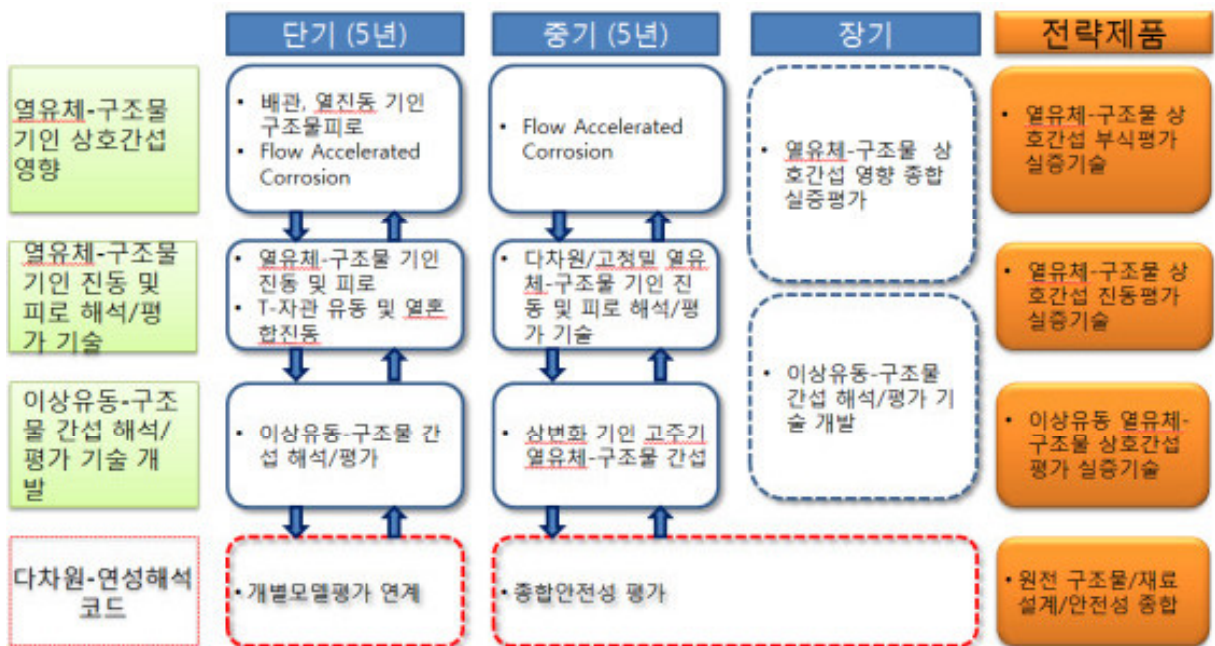 단기 (5년)
중기 (5년)
장기
전략제품
열유체-구조물
기인 상호간섭
영향
• 배관, 열진동 기인
구조물피로
• Flow Accelerated
Corrosion
• Flow Accelerated
Corrosion
• 열유체-구조물 상
호간섭 영향 종합
실증평가
• 열유체-구조물 상
호간섭 부식평가
실증기술
열유체-구조물
기인 진동 및
피로 해석/평
가 기술
• 열유체-구조물 기인
진동 및 피로
• T-자관 유동 및 열혼
합진동
• 다차원/고정밀 열유
체-구조물 기인 진
동 및 피로 해석/평
가 기술
• 열유체-구조물 상
호간섭 진동평가
실증기술
이상유동-구조
물 간섭 해석/
평가 기술 개
발
• 이상유동-구조물 간
섭 해석/평가
• 상변화 기인 고주기
열유체-구조물 간섭
• 이상유동-구조물
간섭 해석/평가 기
술 개발
• 이상유동 열유체-
구조물 상호간섭
평가 실증기술
다차원-연성해석
코드
• 개별모델평가 연계
• 종합안전성 평가
• 원전 구조물/재료
설계/안전성 종합